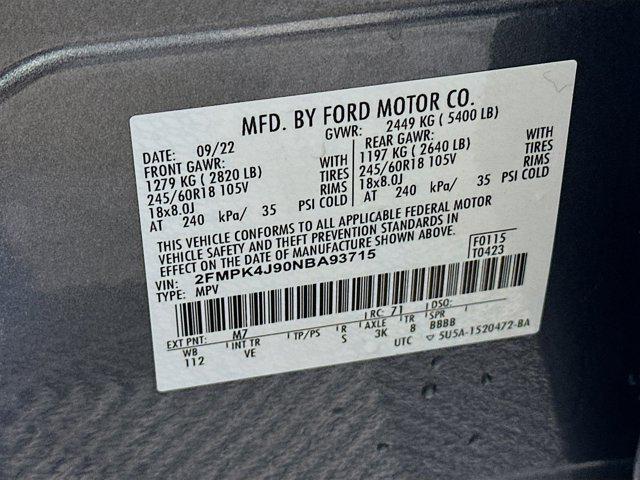 MFD. BY FORD MOTOR CO.
DATE: 09/22 GVWR: 2449 KG ( 5400 LB)
FRONT GAWR: WITH REAR GAWR: WITH
1279 KG ( 2820 LB) TIRES 1197 KG ( 2640 LB) TIRES
245/60R18 105V RIMS 245/60R18 105V RIMS
18x8.0J 18x8.0J
AT 240 kPa/ 35 PSI COLD AT 240 kPa/ 35 PSI COLD
THIS VEHICLE CONFORMS TO ALL APPLICABLE FEDERAL MOTOR
VEHICLE SAFETY AND THEFT PREVENTION STANDARDS IN
EFFECT ON THE DATE OF MANUFACTURE SHOWN ABOVE.
VIN: 2FMPK4J90NBA93715 F0115
TYPE: MPV T0423
EXT PNT: M7 RC: 71 DSO:
WB INT TR TP/PS R AXLE TR SPR
112 VE S 3K 8 BBBB
UTC ▽ 5U5A-1520472-BA